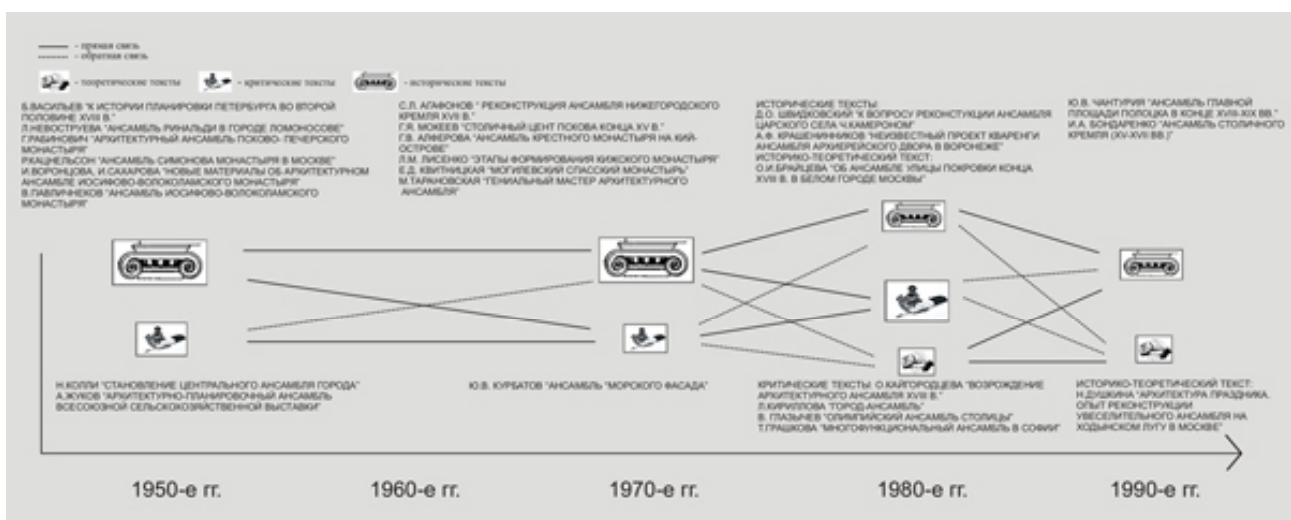 - прямая связь
- обратная связь
- теоретические тексты
- критические тексты
- исторические тексты
Б.ВАСИЛЬЕВ "К ИСТОРИИ ПЛАНИРОВКИ ПЕТЕРБУРГА ВО ВТОРОЙ
ПОЛОВИНЕ XVIII В."
Л.НЕВОСТРУЕВА "АНСАМБЛЬ РИНАЛЬДИ В ГОРОДЕ ЛОМОНОСОВЕ"
Г.РАБИНОВИЧ "АРХИТЕКТУРНЫЙ АНСАМБЛЬ ПСКОВО- ПЕЧЕРСКОГО
МОНАСТЫРЯ"
Р.КАЦНЕЛЬСОН "АНСАМБЛЬ СИМОНОВА МОНАСТЫРЯ В МОСКВЕ"
И.ВОРОНЦОВА, И.САХАРОВА "НОВЫЕ МАТЕРИАЛЫ ОБ АРХИТЕКТУРНОМ
АНСАМБЛЕ ИОСИФОВО-ВОЛОКОЛАМСКОГО МОНАСТЫРЯ"
В.ПАВЛИЧЕНКОВ "АНСАМБЛЬ ИОСИФОВО-ВОЛОКОЛАМСКОГО
МОНАСТЫРЯ"
С.Л. АГАФОНОВ " РЕКОНСТРУКЦИЯ АНСАМБЛЯ НИЖЕГОРОДСКОГО
КРЕМЛЯ XVII В."
Г.Я. МОКЕЕВ "СТОЛИЧНЫЙ ЦЕНТ ПСКОВА КОНЦА XV В."
Г.В. АЛФЕРОВА "АНСАМБЛЬ КРЕСТНОГО МОНАСТЫРЯ НА КИЙ-
ОСТРОВЕ"
Л.М. ЛИСЕНКО "ЭТАПЫ ФОРМИРОВАНИЯ КИЖСКОГО МОНАСТЫРЯ"
Е.Д. КВИТНИЦКАЯ "МОГИЛЕВСКИЙ СПАССКИЙ МОНАСТЫРЬ"
М.ТАРАНОВСКАЯ "ГЕНИАЛЬНЫЙ МАСТЕР АРХИТЕКТУРНОГО
АНСАМБЛЯ"
ИСТОРИЧЕСКИЕ ТЕКСТЫ:
Д.О. ШВИДКОВСКИЙ "К ВОПРОСУ РЕКОНСТУКЦИИ АНСАМБЛЯ
ЦАРСКОГО СЕЛА Ч.КАМЕРОНОМ"
А.Ф. КРАШЕНИННИКОВ "НЕИЗВЕСТНЫЙ ПРОЕКТ КВАРЕНГИ
АНСАМБЛЯ АРХИЕРЕЙСКОГО ДВОРА В ВОРОНЕЖЕ"
ИСТОРИКО-ТЕОРЕТИЧЕСКИЙ ТЕКСТ:
О.И.БРАЙЦЕВА "ОБ АНСАМБЛЕ УЛИЦЫ ПОКРОВКИ КОНЦА
XVIII В. В БЕЛОМ ГОРОДЕ МОСКВЫ"
Ю.В. ЧАНТУРИЯ "АНСАМБЛЬ ГЛАВНОЙ
ПЛОЩАДИ ПОЛОЦКА В КОНЦЕ XVIII-XIX ВВ."
И.А. БОНДАРЕНКО "АНСАМБЛЬ СТОЛИЧНОГО
КРЕМЛЯ (XV-XVII ВВ.)"
Н.КОЛЛИ "СТАНОВЛЕНИЕ ЦЕНТРАЛЬНОГО АНСАМБЛЯ ГОРОДА"
А.ЖУКОВ "АРХИТЕКТУРНО-ПЛАНИРОВОЧНЫЙ АНСАМБЛЬ
ВСЕСОЮЗНОЙ СЕЛЬСКОХОЗЯЙСТВЕННОЙ ВЫСТАВКИ"
Ю.В. КУРБАТОВ "АНСАМБЛЬ "МОРСКОГО ФАСАДА"
КРИТИЧЕСКИЕ ТЕКСТЫ: О.КАЙГОРОДЦЕВА "ВОЗРОЖДЕНИЕ
АРХИТЕКТУРНОГО АНСАМБЛЯ XVIII В."
Л.КИРИЛЛОВА "ГОРОД-АНСАМБЛЬ"
В. ГЛАЗЫЧЕВ "ОЛИМПИЙСКИЙ АНСАМБЛЬ СТОЛИЦЫ"
Т.ГРАШКОВА "МНОГОФУНКЦИОНАЛЬНЫЙ АНСАМБЛЬ В СОФИИ"
ИСТОРИКО-ТЕОРЕТИЧЕСКИЙ ТЕКСТ:
Н.ДУШКИНА "АРХИТЕКТУРА ПРАЗДНИКА.
ОПЫТ РЕКОНСТРУКЦИИ
УВЕСЕЛИТЕЛЬНОГО АНСАМБЛЯ НА
ХОДЫНСКОМ ЛУГУ В МОСКВЕ"
1950-е гг.
1960-е гг.
1970-е гг.
1980-е гг.
1990-е гг.